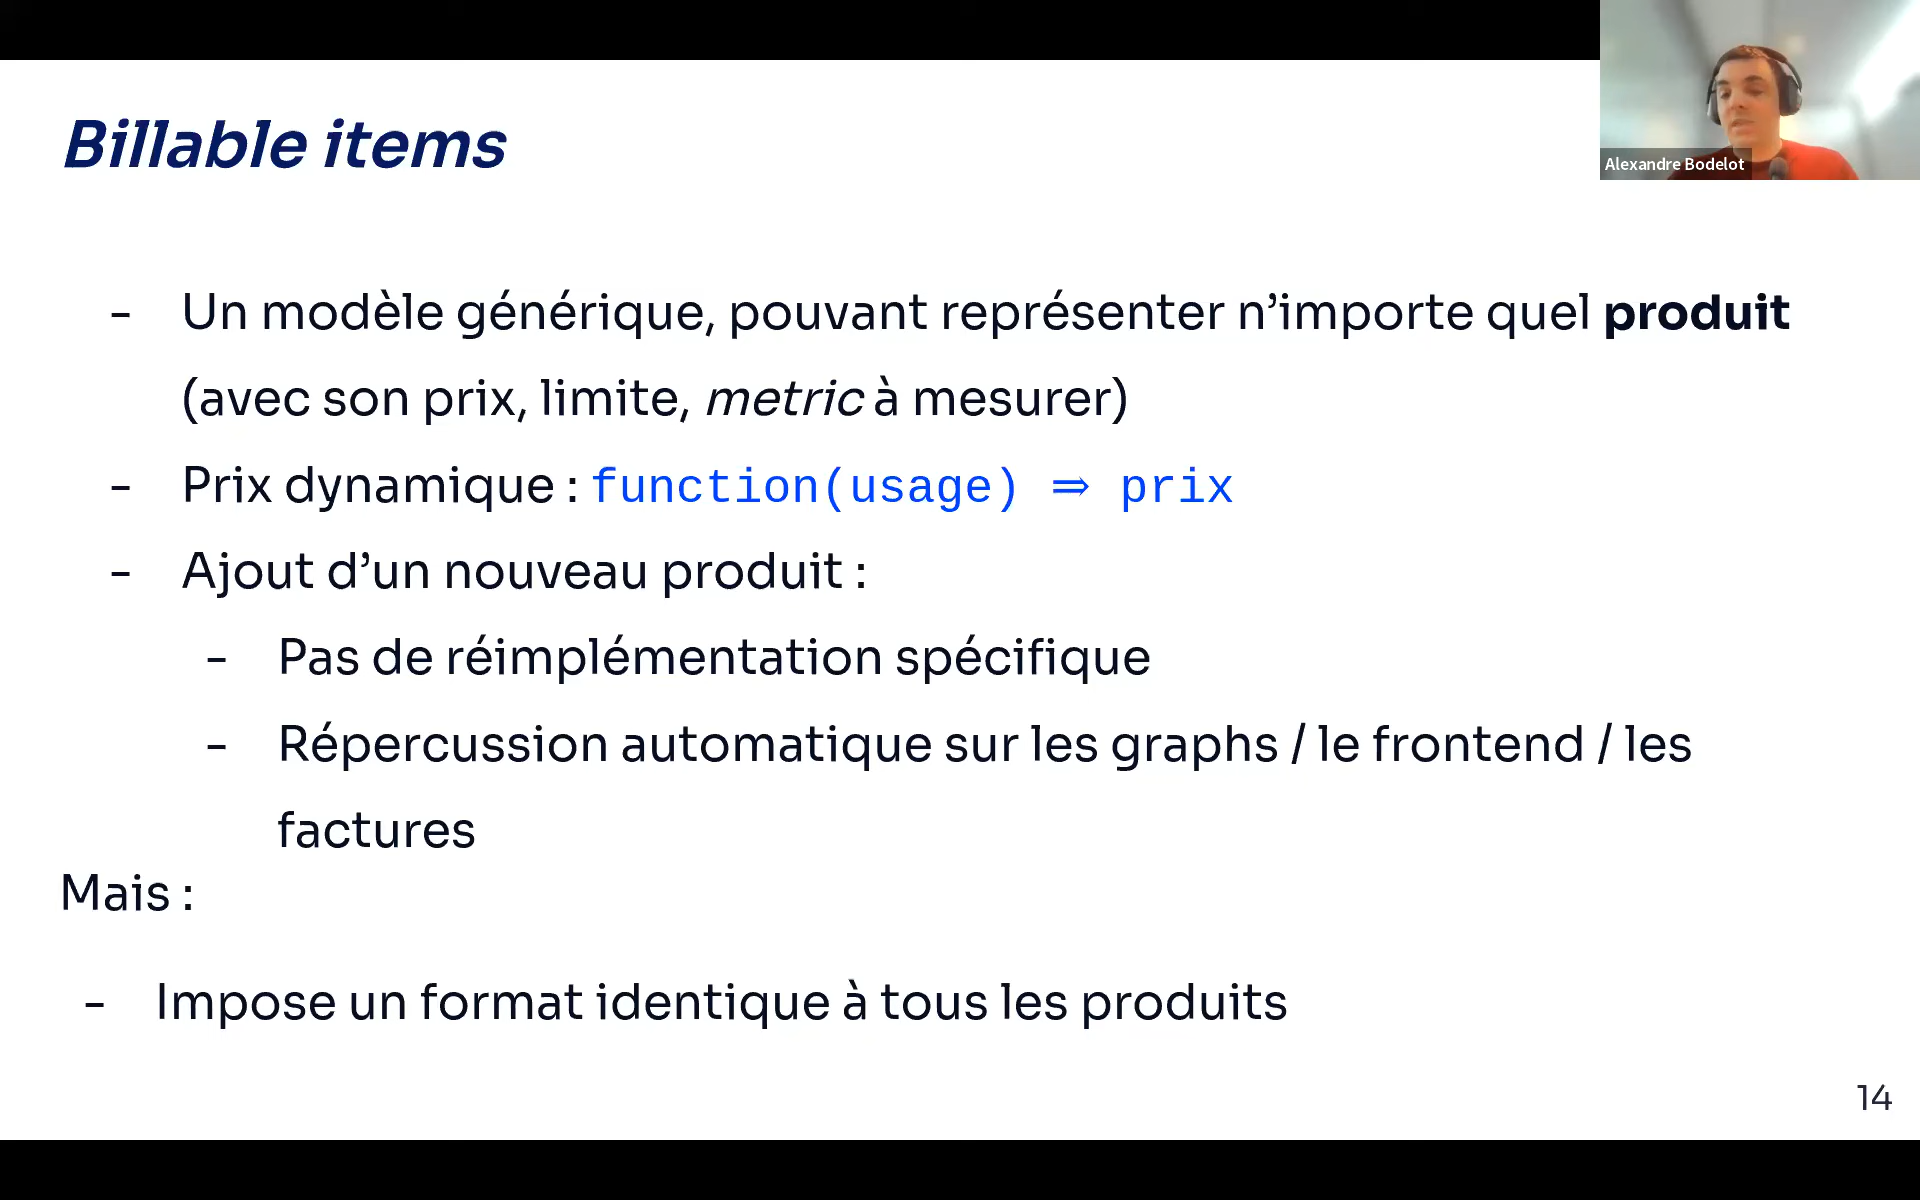 Billable items
Alexandre Bodelot
- Un modèle générique, pouvant représenter n’importe quel produit
(avec son prix, limite, metric à mesurer)
- Prix dynamique : function(usage) ⇒ prix
- Ajout d’un nouveau produit :
- Pas de réimplémentation spécifique
- Répercussion automatique sur les graphs / le frontend / les
factures
Mais :
- Impose un format identique à tous les produits
14